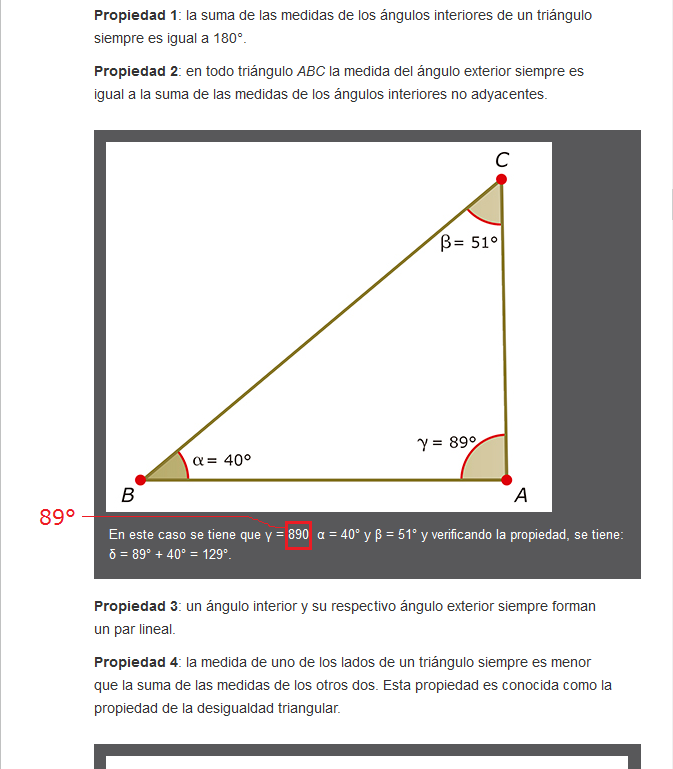 Propiedad 1: la suma de las medidas de los ángulos interiores de un triángulo
siempre es igual a 180°.
Propiedad 2: en todo triángulo ABC la medida del ángulo exterior siempre es
igual a la suma de las medidas de los ángulos interiores no adyacentes.
C
β = 51°
γ = 89°
α = 40°
B
A
89°
En este caso se tiene que γ = 890, α = 40° y β = 51° y verificando la propiedad, se tiene:
δ = 89° + 40° = 129°.
Propiedad 3: un ángulo interior y su respectivo ángulo exterior siempre forman
un par lineal.
Propiedad 4: la medida de uno de los lados de un triángulo siempre es menor
que la suma de las medidas de los otros dos. Esta propiedad es conocida como la
propiedad de la desigualdad triangular.